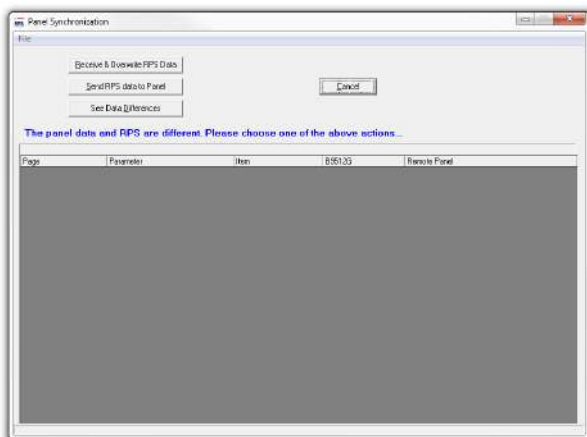 Panel Synchronization
File
Receive & Overwrite RPS Data
Send RPS data to Panel
Cancel
See Data Differences
The panel data and RPS are different. Please choose one of the above actions...
Page Parameter Item B9512G Remote Panel